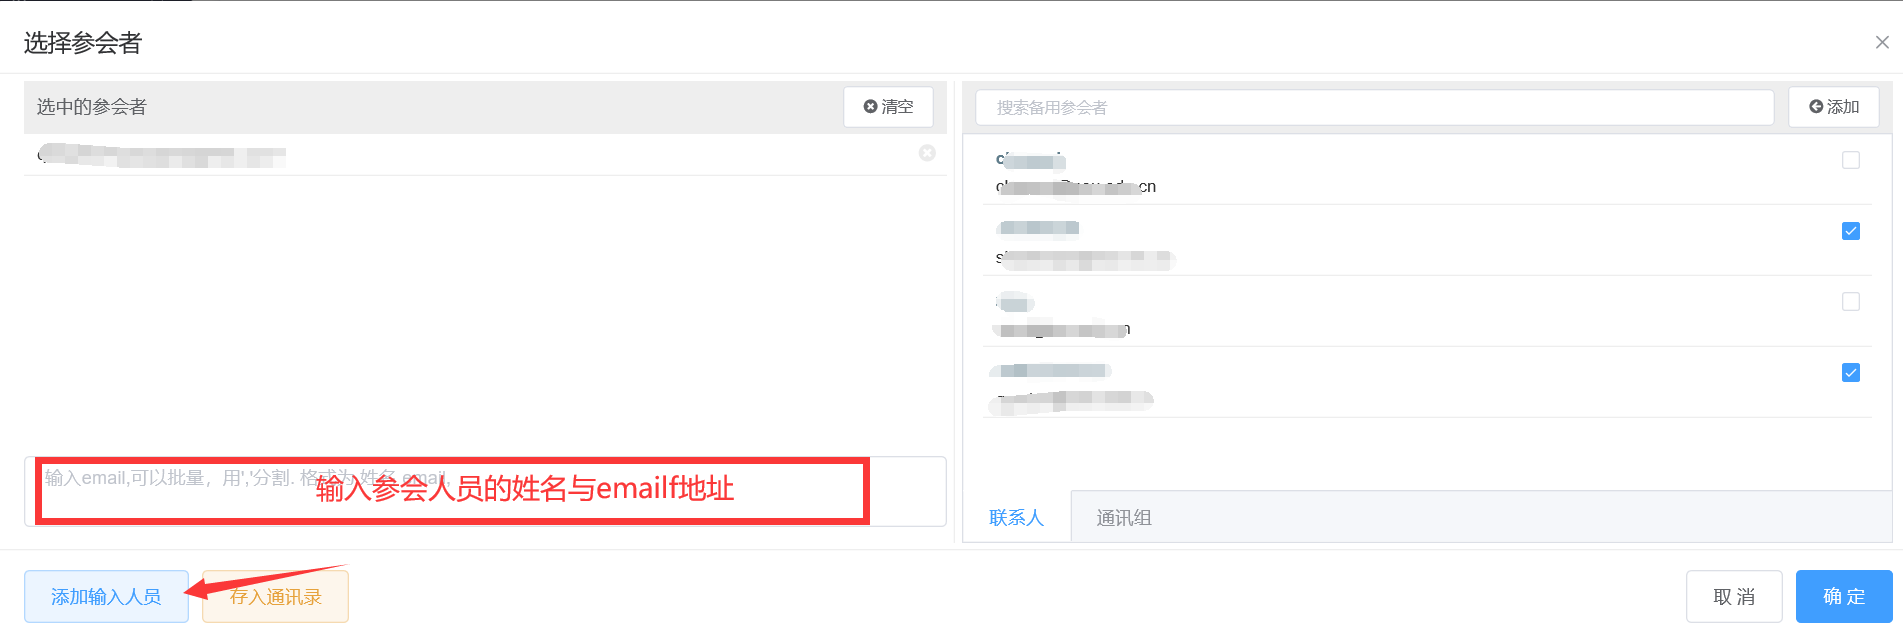 选择参会者
选中的参会者
清空
搜索备用参会者
添加
cn
输入email,可以批量，用','分割. 格式为 姓名 email,
输入参会人员的姓名与emailf地址
联系人
通讯组
添加输入人员
存入通讯录
取 消
确 定